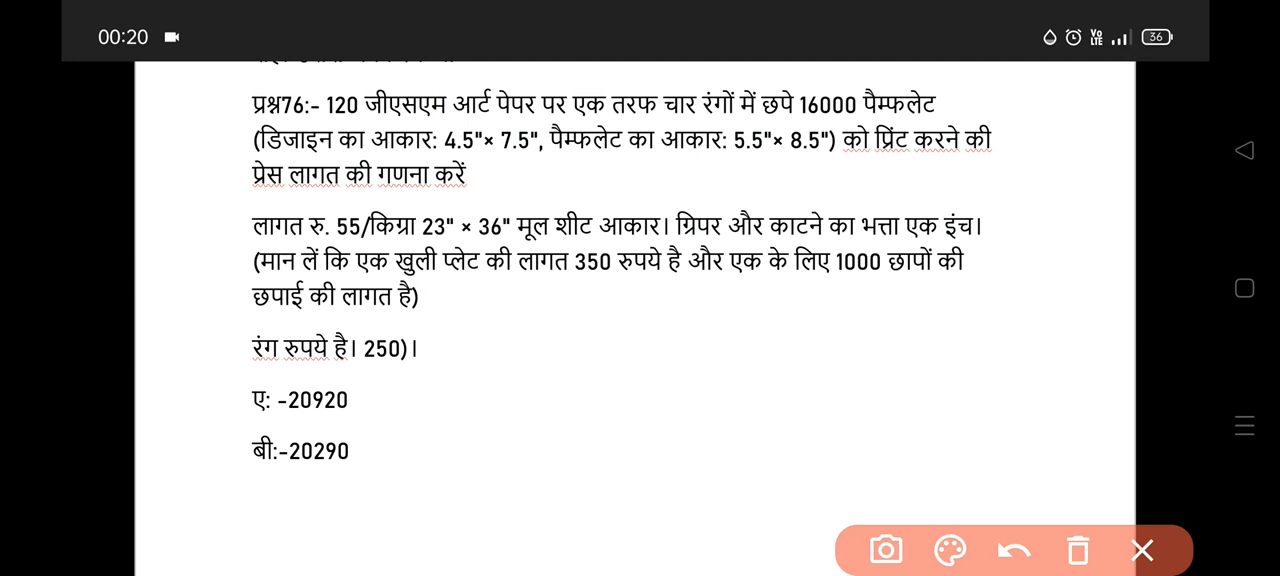 00:20
Vo LTE 36
प्रश्न76:- 120 जीएसएम आर्ट पेपर पर एक तरफ चार रंगों में छपे 16000 पैम्फलेट
(डिजाइन का आकार: 4.5"× 7.5", पैम्फलेट का आकार: 5.5"× 8.5") को प्रिंट करने की
प्रेस लागत की गणना करें
लागत रु. 55/किग्रा 23" × 36" मूल शीट आकार। ग्रिपर और काटने का भत्ता एक इंच।
(मान लें कि एक खुली प्लेट की लागत 350 रुपये है और एक के लिए 1000 छापों की
छपाई की लागत है)
रंग रुपये है। 250)।
ए: -20920
बी:-20290